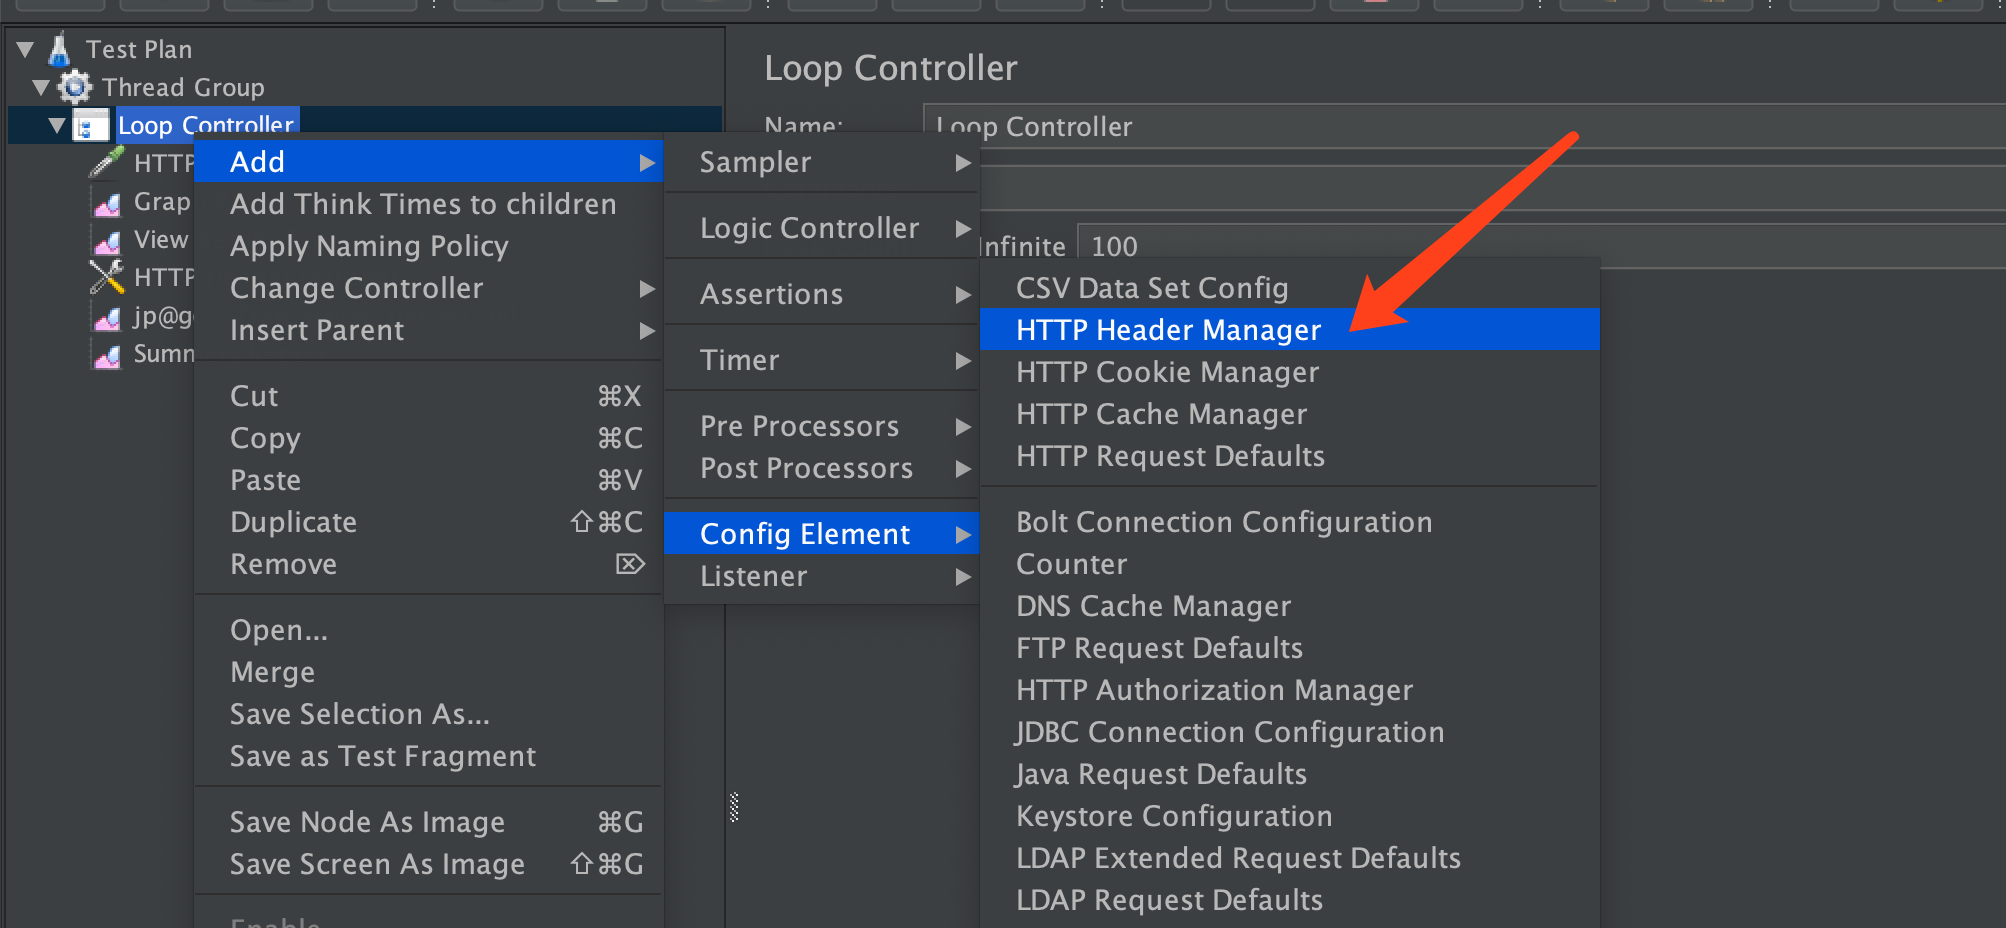 Test Plan
Thread Group
Loop Controller
HTTP
Grap
View
HTTP
jp@g
Summ
Loop Controller
Name:
Loop Controller
Infinite
100
Add
Add Think Times to children
Apply Naming Policy
Change Controller
Insert Parent
Cut ⌘X
Copy ⌘C
Paste ⌘V
Duplicate ⇧⌘C
Remove ⌦
Open...
Merge
Save Selection As...
Save as Test Fragment
Save Node As Image ⌘G
Save Screen As Image ⇧⌘G
Enable
Sampler
Logic Controller
Assertions
Timer
Pre Processors
Post Processors
Config Element
Listener
CSV Data Set Config
HTTP Header Manager
HTTP Cookie Manager
HTTP Cache Manager
HTTP Request Defaults
Bolt Connection Configuration
Counter
DNS Cache Manager
FTP Request Defaults
HTTP Authorization Manager
JDBC Connection Configuration
Java Request Defaults
Keystore Configuration
LDAP Extended Request Defaults
LDAP Request Defaults